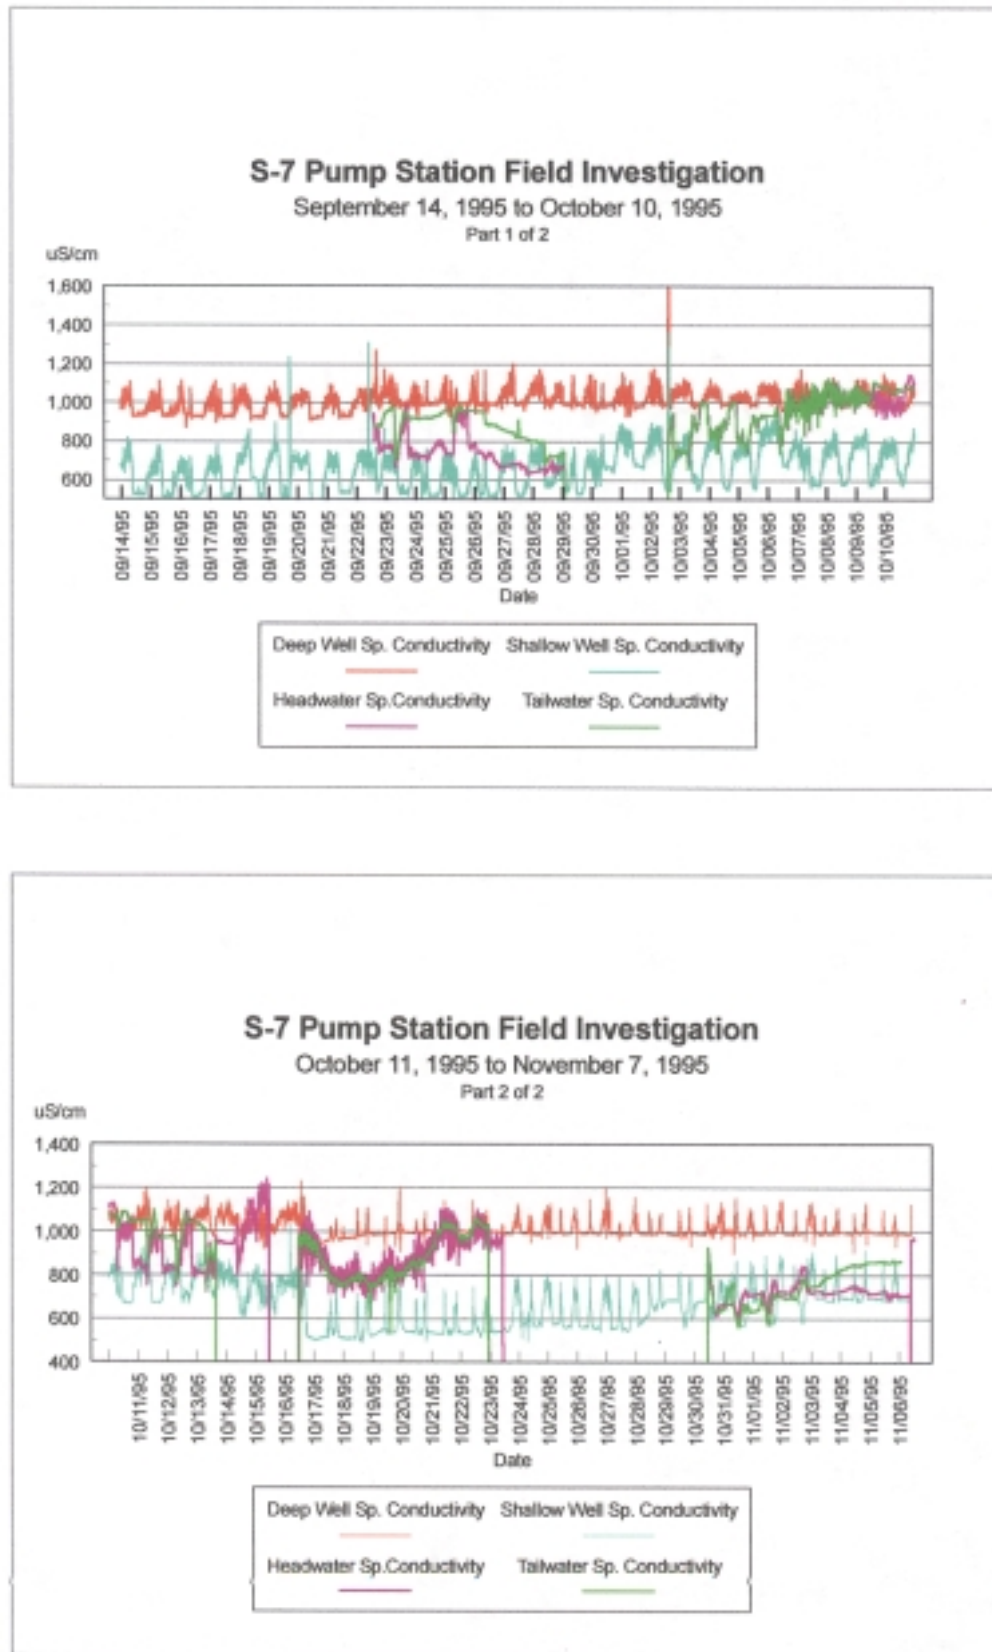 S-7 Pump Station Field Investigation
September 14, 1995 to October 10, 1995
Part 1 of 2
uS/cm
1,600
1,400
1,200
1,000
800
600
09/14/95 09/15/95 09/16/95 09/17/95 09/18/95 09/19/95 09/20/95 09/21/95 09/22/95 09/23/95 09/24/95 09/25/95 09/26/95 09/27/95 09/28/95 09/29/95 09/30/95 10/01/95 10/02/95 10/03/95 10/04/95 10/05/95 10/06/95 10/07/95 10/08/95 10/09/95 10/10/95
Date
Deep Well Sp. Conductivity Shallow Well Sp. Conductivity
Headwater Sp.Conductivity Tailwater Sp. Conductivity
S-7 Pump Station Field Investigation
October 11, 1995 to November 7, 1995
Part 2 of 2
uS/cm
1,400
1,200
1,000
800
600
400
10/11/95 10/12/95 10/13/95 10/14/95 10/15/95 10/16/95 10/17/95 10/18/95 10/19/95 10/20/95 10/21/95 10/22/95 10/23/95 10/24/95 10/25/95 10/26/95 10/27/95 10/28/95 10/29/95 10/30/95 10/31/95 11/01/95 11/02/95 11/03/95 11/04/95 11/05/95 11/06/95
Date
Deep Well Sp. Conductivity Shallow Well Sp. Conductivity
Headwater Sp.Conductivity Tailwater Sp. Conductivity